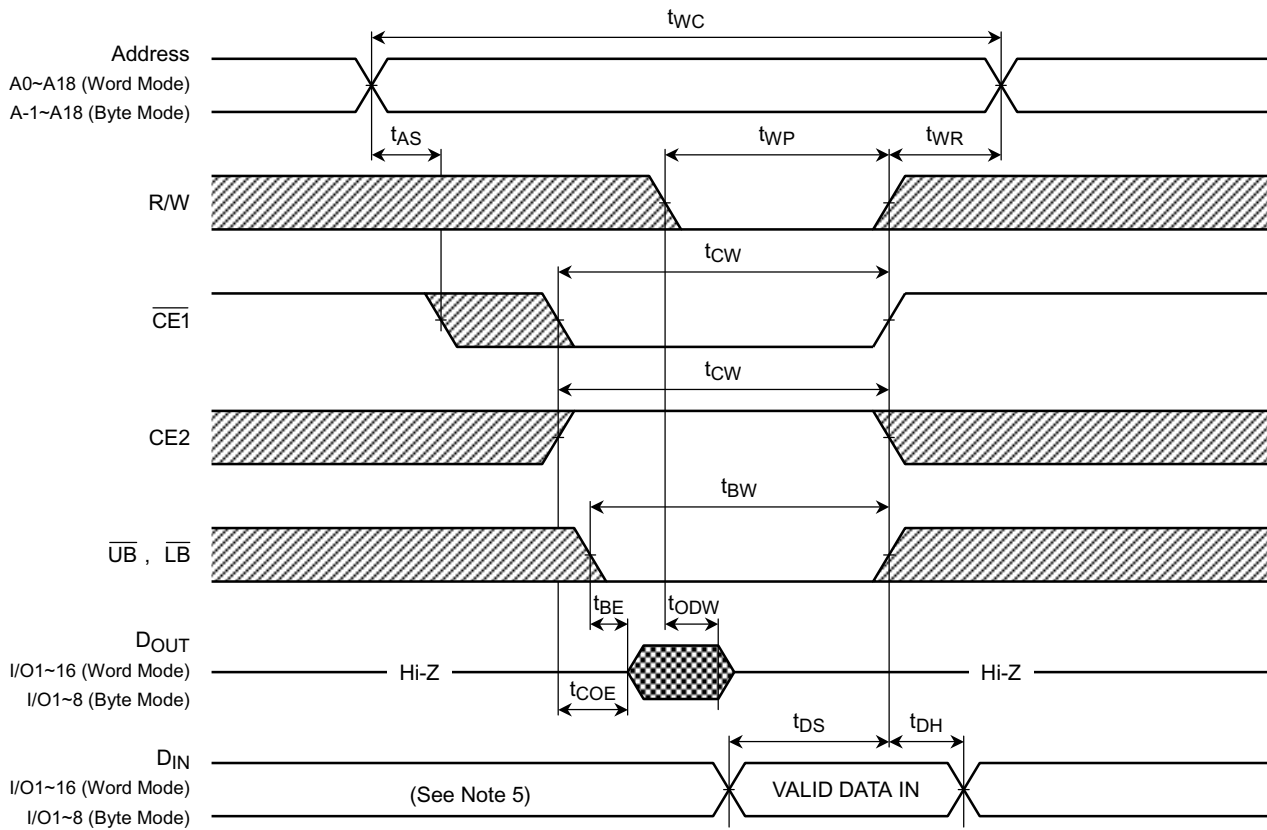 tWC
Address
A0~A18 (Word Mode)
A-1~A18 (Byte Mode)
tAS
tWP
tWR
R/W
tCW
CE1
tCW
CE2
tBW
UB , LB
tBE
tODW
DOUT
I/O1~16 (Word Mode)
Hi-Z
Hi-Z
I/O1~8 (Byte Mode)
tCOE
tDS
tDH
DIN
I/O1~16 (Word Mode)
(See Note 5)
VALID DATA IN
I/O1~8 (Byte Mode)